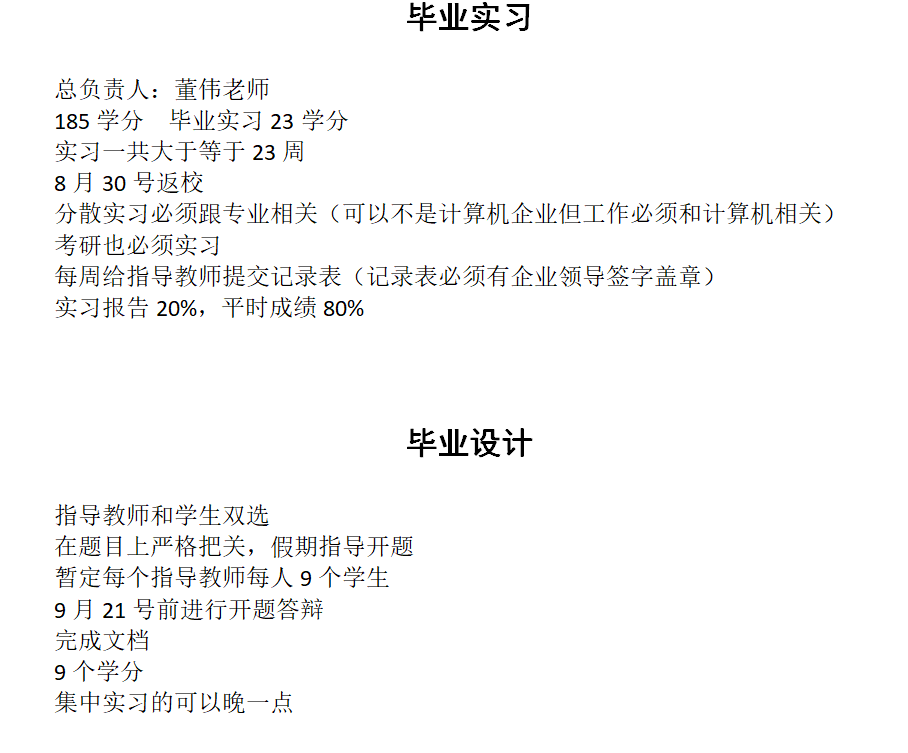 毕业实习
总负责人：董伟老师
185 学分 毕业实习 23 学分
实习一共大于等于 23 周
8 月 30 号返校
分散实习必须跟专业相关（可以不是计算机企业但工作必须和计算机相关）
考研也必须实习
每周给指导教师提交记录表（记录表必须有企业领导签字盖章）
实习报告 20%，平时成绩 80%
毕业设计
指导教师和学生双选
在题目上严格把关，假期指导开题
暂定每个指导教师每人 9 个学生
9 月 21 号前进行开题答辩
完成文档
9 个学分
集中实习的可以晚一点